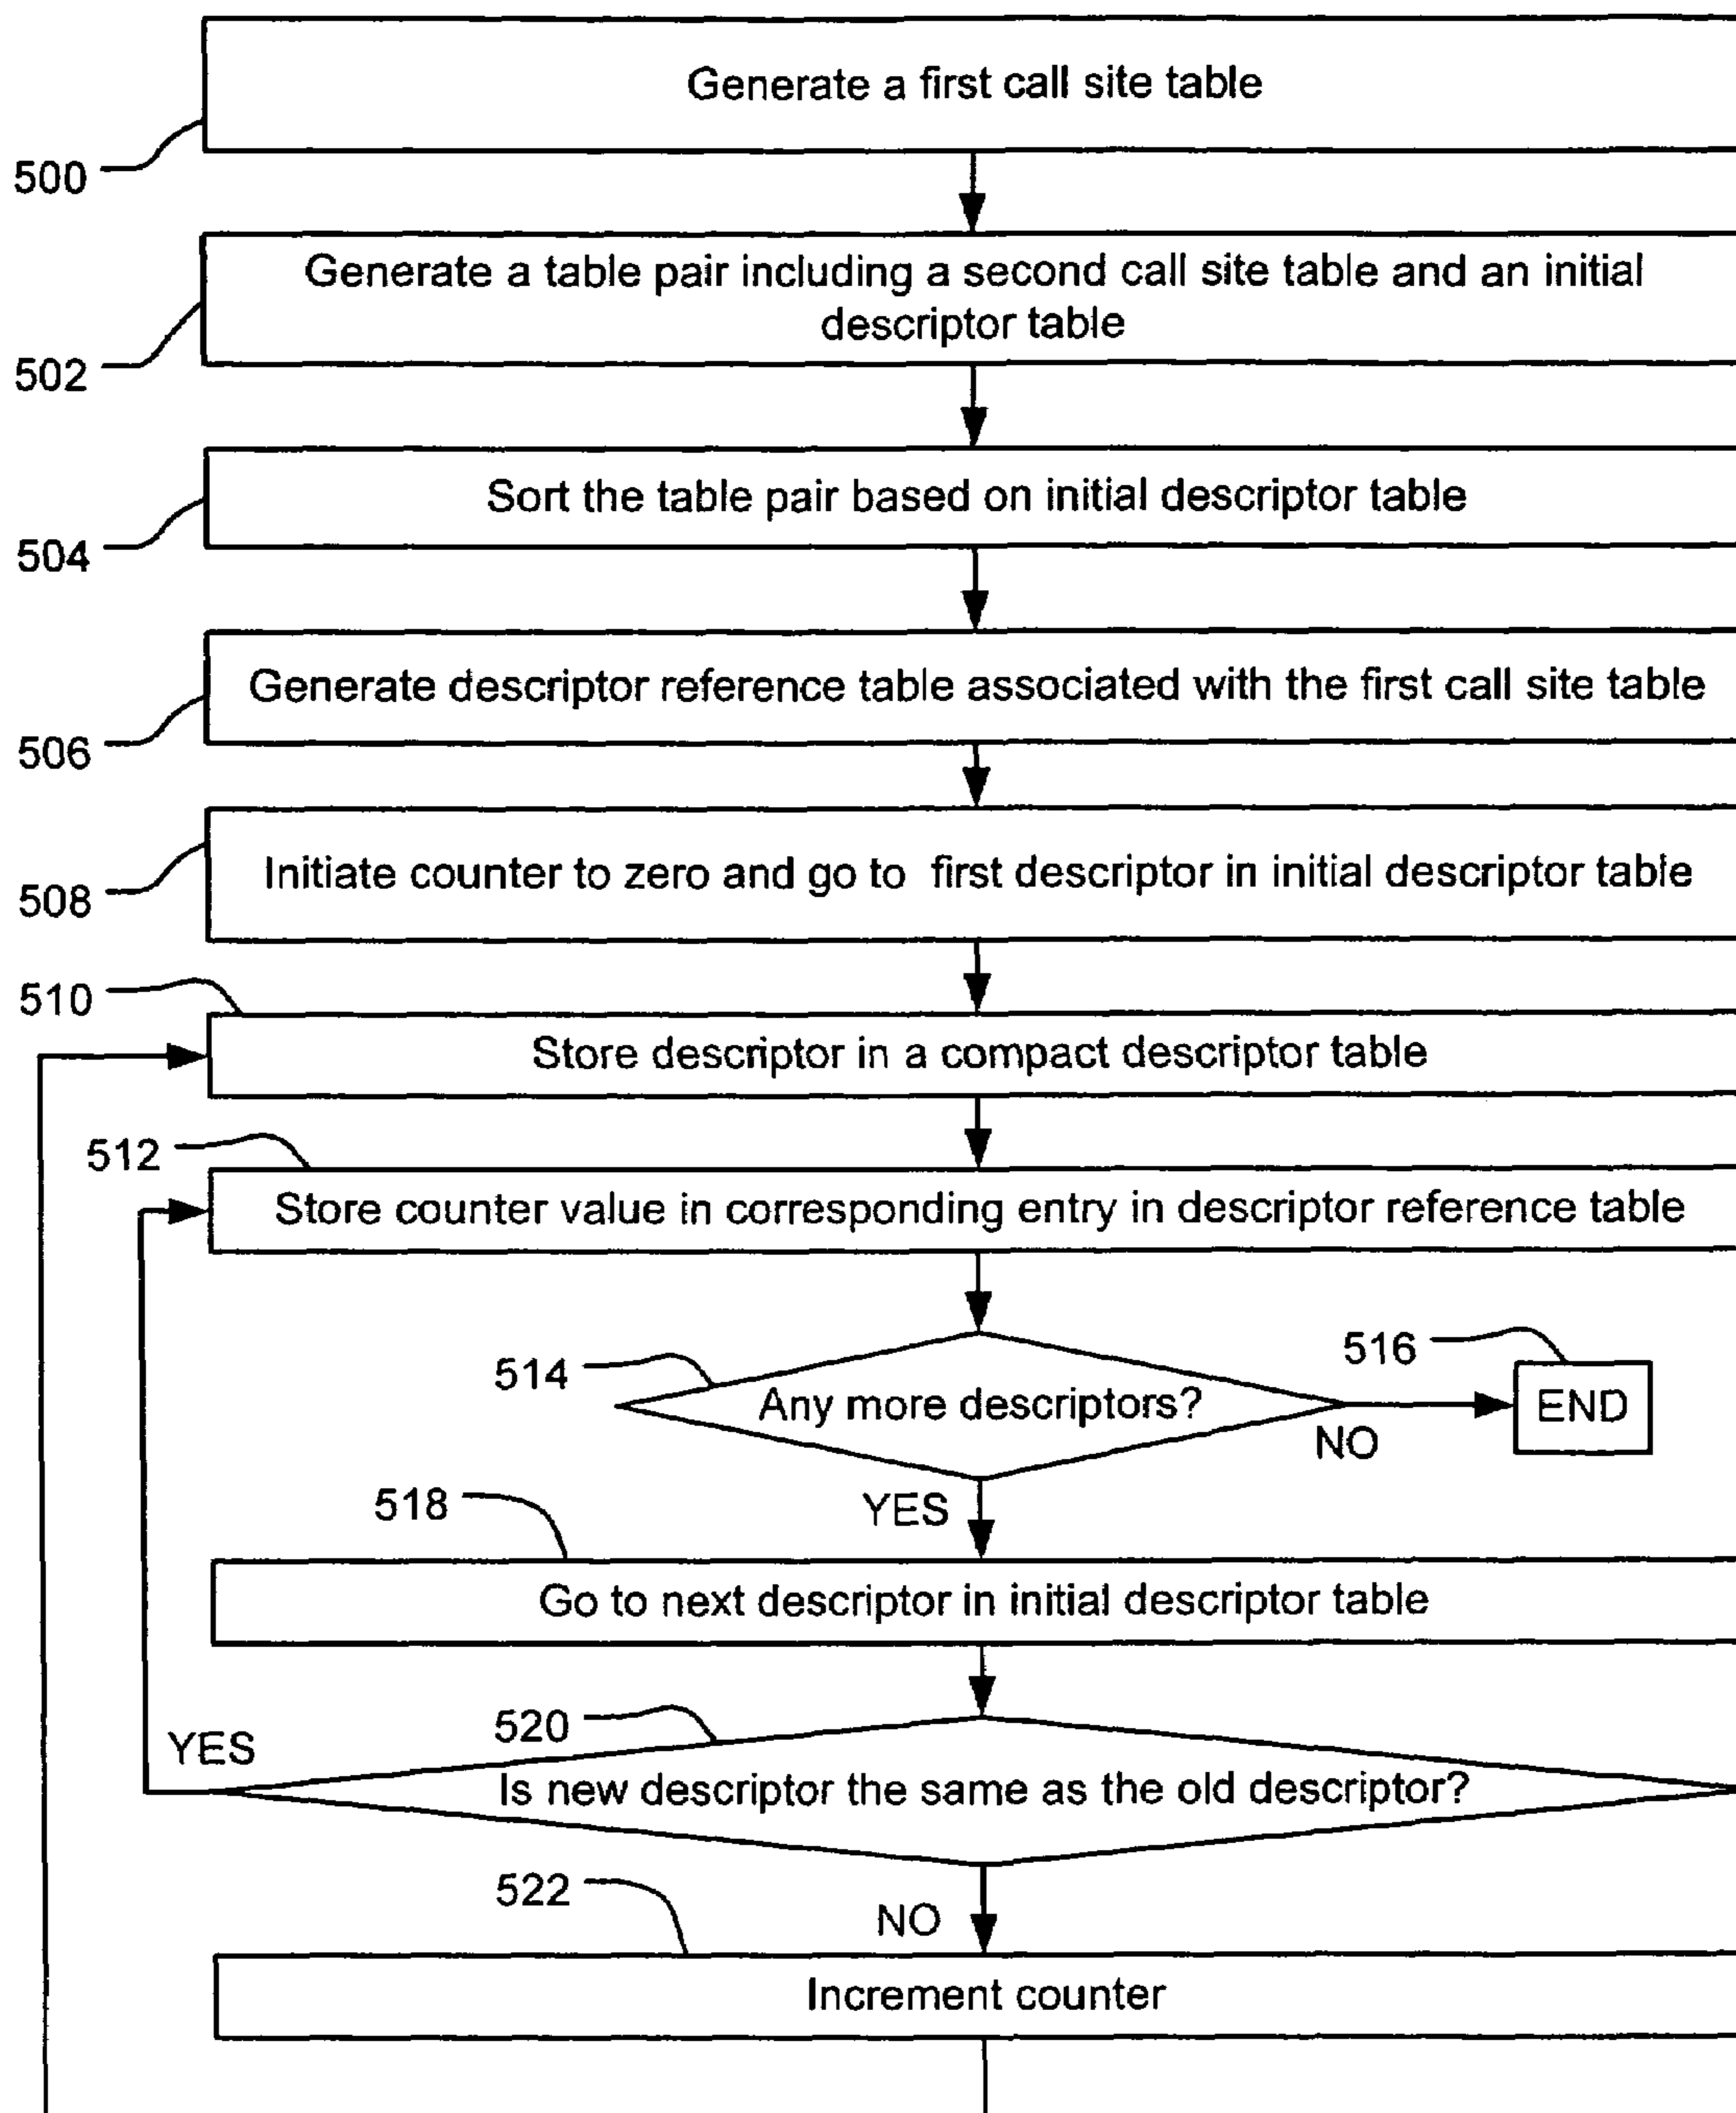 Generate a first call site table
500
Generate a table pair including a second call site table and an initial
descriptor table
502
Sort the table pair based on initial descriptor table
504
Generate descriptor reference table associated with the first call site table
506
Initiate counter to zero and go to first descriptor in initial descriptor table
508
510
Store descriptor in a compact descriptor table
512
Store counter value in corresponding entry in descriptor reference table
514
Any more descriptors?
516
END
NO
YES
518
Go to next descriptor in initial descriptor table
520
YES
Is new descriptor the same as the old descriptor?
522
NO
Increment counter